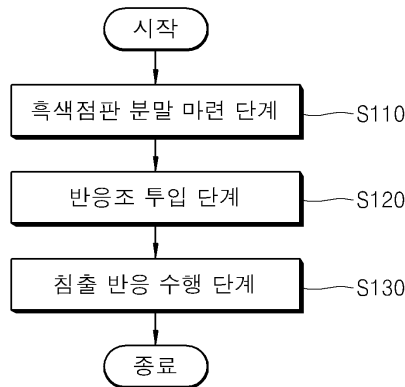 시작
흑색점판 분말 마련 단계 S110
반응조 투입 단계 S120
침출 반응 수행 단계 S130
종료